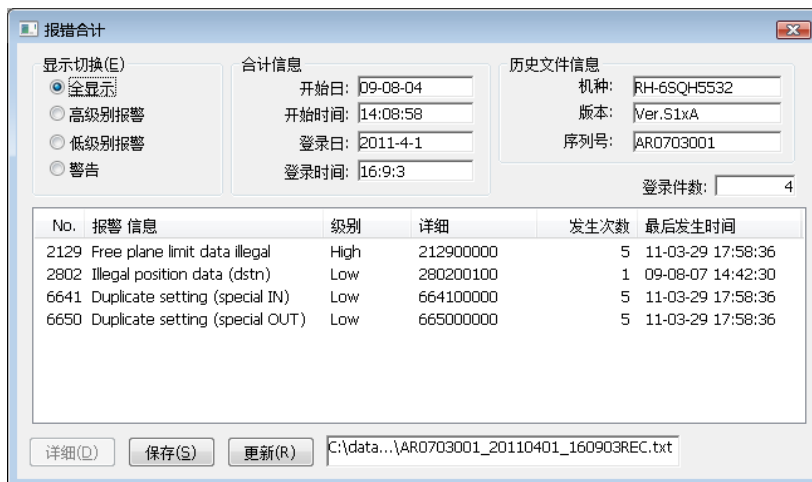 报错合计
显示切换(E)
全显示
高级别报警
低级别报警
警告
合计信息
开始日: 09-08-04
开始时间: 14:08:58
登录日: 2011-4-1
登录时间: 16:9:3
历史文件信息
机种: RH-6SQH5532
版本: Ver.S1xA
序列号: AR0703001
登录件数: 4
No. 报警 信息 级别 详细 发生次数 最后发生时间
2129 Free plane limit data illegal High 212900000 5 11-03-29 17:58:36
2802 Illegal position data (dstn) Low 280200100 1 09-08-07 14:42:30
6641 Duplicate setting (special IN) Low 664100000 5 11-03-29 17:58:36
6650 Duplicate setting (special OUT) Low 665000000 5 11-03-29 17:58:36
详细(D) 保存(S) 更新(R) C:\data...\AR0703001_20110401_160903REC.txt